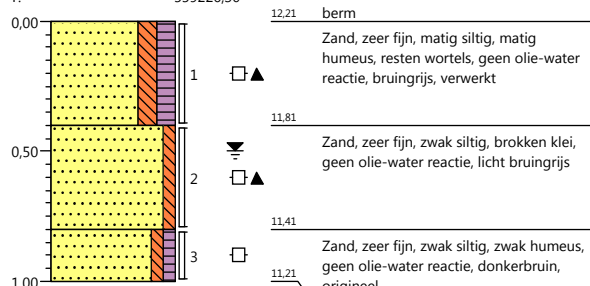 0,00
12,21 berm
Zand, zeer fijn, matig siltig, matig
humeus, resten wortels, geen olie-water
reactie, bruingrijs, verwerkt
1
11,81
Zand, zeer fijn, zwak siltig, brokken klei,
geen olie-water reactie, licht bruingrijs
0,50
2
11,41
Zand, zeer fijn, zwak siltig, zwak humeus,
geen olie-water reactie, donkerbruin,
3
11,21
origineel
1,00